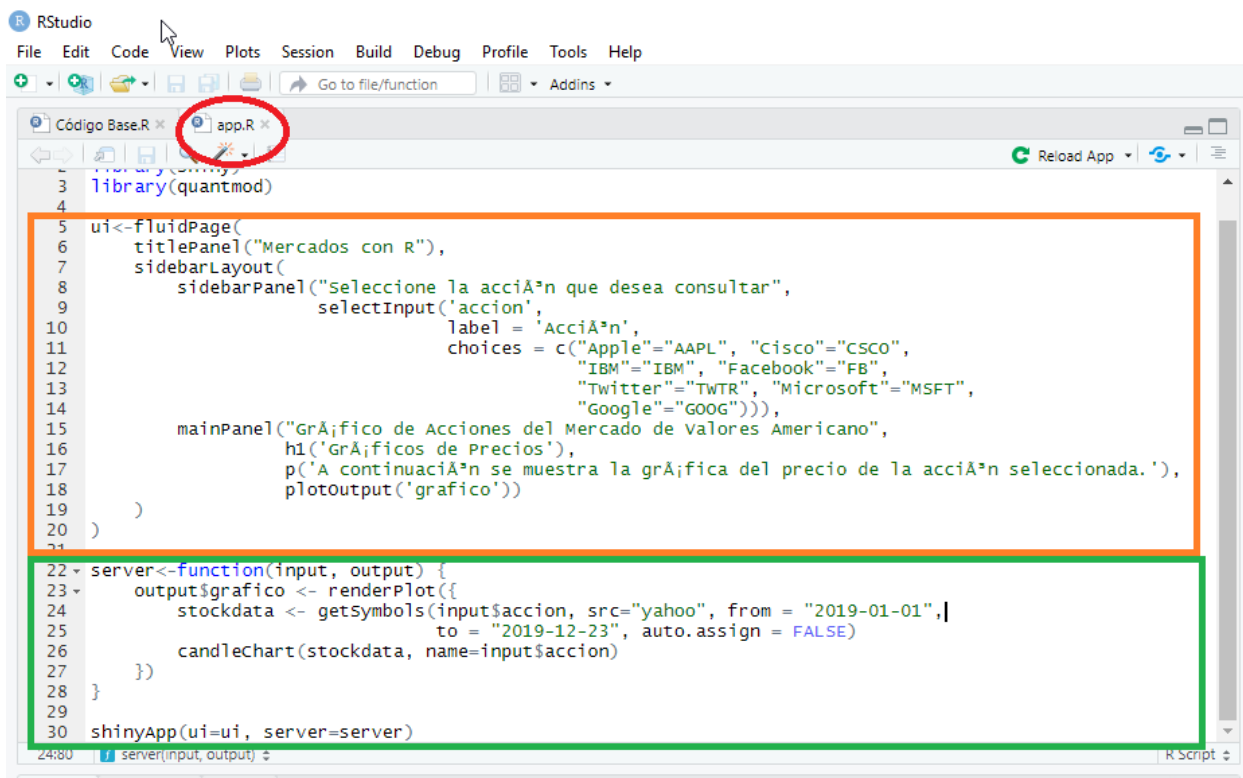 RStudio
File Edit Code View Plots Session Build Debug Profile Tools Help
Go to file/function Addins
Código Base.R app.R
Reload App
2 library(shiny)
3 library(quantmod)
4
5 ui<-fluidPage(
6 titlePanel("Mercados con R"),
7 sidebarLayout(
8 sidebarPanel("Seleccione la acciÃ³n que desea consultar",
9 selectInput('accion',
10 label = 'AcciÃ³n',
11 choices = c("Apple"="AAPL", "Cisco"="CSCO",
12 "IBM"="IBM", "Facebook"="FB",
13 "Twitter"="TWTR", "Microsoft"="MSFT",
14 "Google"="GOOG"))),
15 mainPanel("GrÃ¡fico de Acciones del Mercado de Valores Americano",
16 h1('GrÃ¡ficos de Precios'),
17 p('A continuaciÃ³n se muestra la grÃ¡fica del precio de la acciÃ³n seleccionada.'),
18 plotOutput('grafico'))
19 )
20 )
21
22 server<-function(input, output) {
23 output$grafico <- renderPlot({
24 stockdata <- getSymbols(input$accion, src="yahoo", from = "2019-01-01",
25 to = "2019-12-23", auto.assign = FALSE)
26 candleChart(stockdata, name=input$accion)
27 })
28 }
29
30 shinyApp(ui=ui, server=server)
24:80 server(input, output) R Script